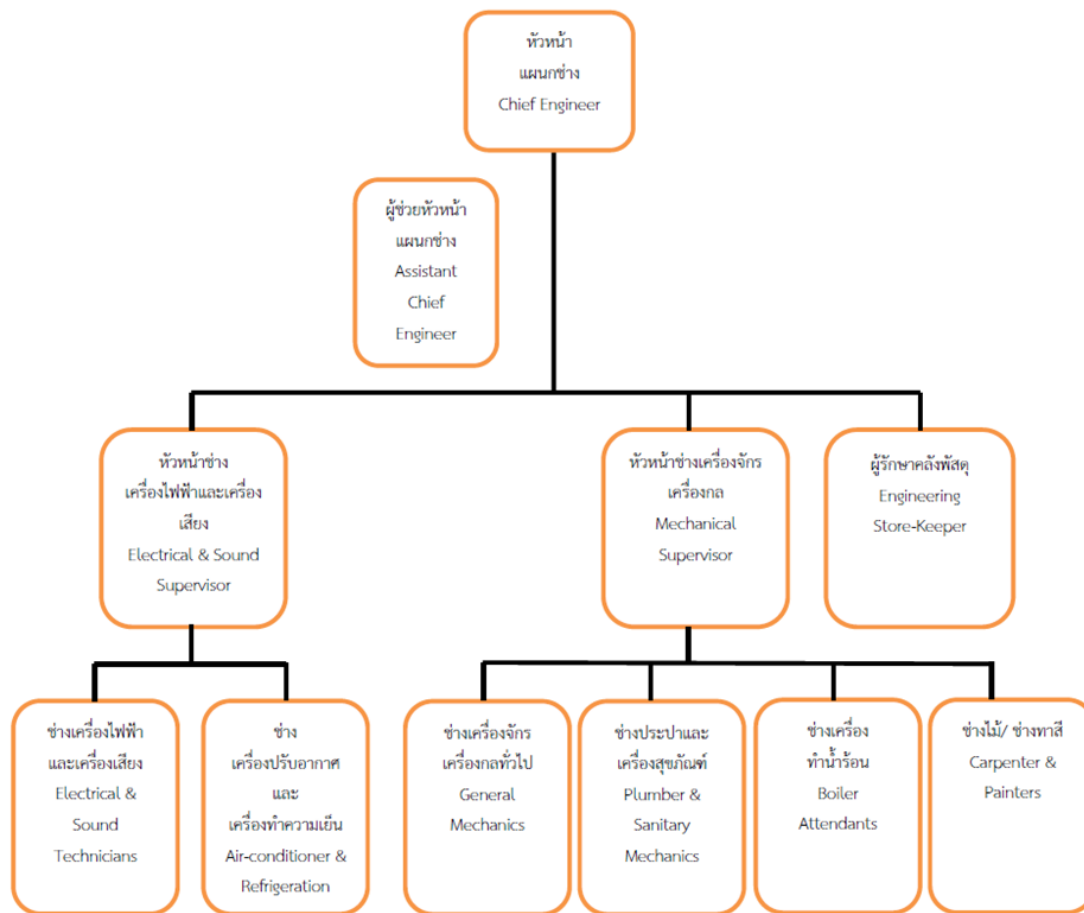 หัวหน้า
แผนกช่าง
Chief Engineer
ผู้ช่วยหัวหน้า
แผนกช่าง
Assistant
Chief
Engineer
หัวหน้าช่าง
เครื่องไฟฟ้าและเครื่อง
เสียง
Electrical & Sound
Supervisor
หัวหน้าช่างเครื่องจักร
เครื่องกล
Mechanical
Supervisor
ผู้รักษาคลังพัสดุ
Engineering
Store-Keeper
ช่างเครื่องไฟฟ้า
และเครื่องเสียง
Electrical &
Sound
Technicians
ช่าง
เครื่องปรับอากาศ
และ
เครื่องทำความเย็น
Air-conditioner &
Refrigeration
ช่างเครื่องจักร
เครื่องกลทั่วไป
General
Mechanics
ช่างประปาและ
เครื่องสุขภัณฑ์
Plumber &
Sanitary
Mechanics
ช่างเครื่อง
ทำน้ำร้อน
Boiler
Attendants
ช่างไม้/ ช่างทาสี
Carpenter &
Painters